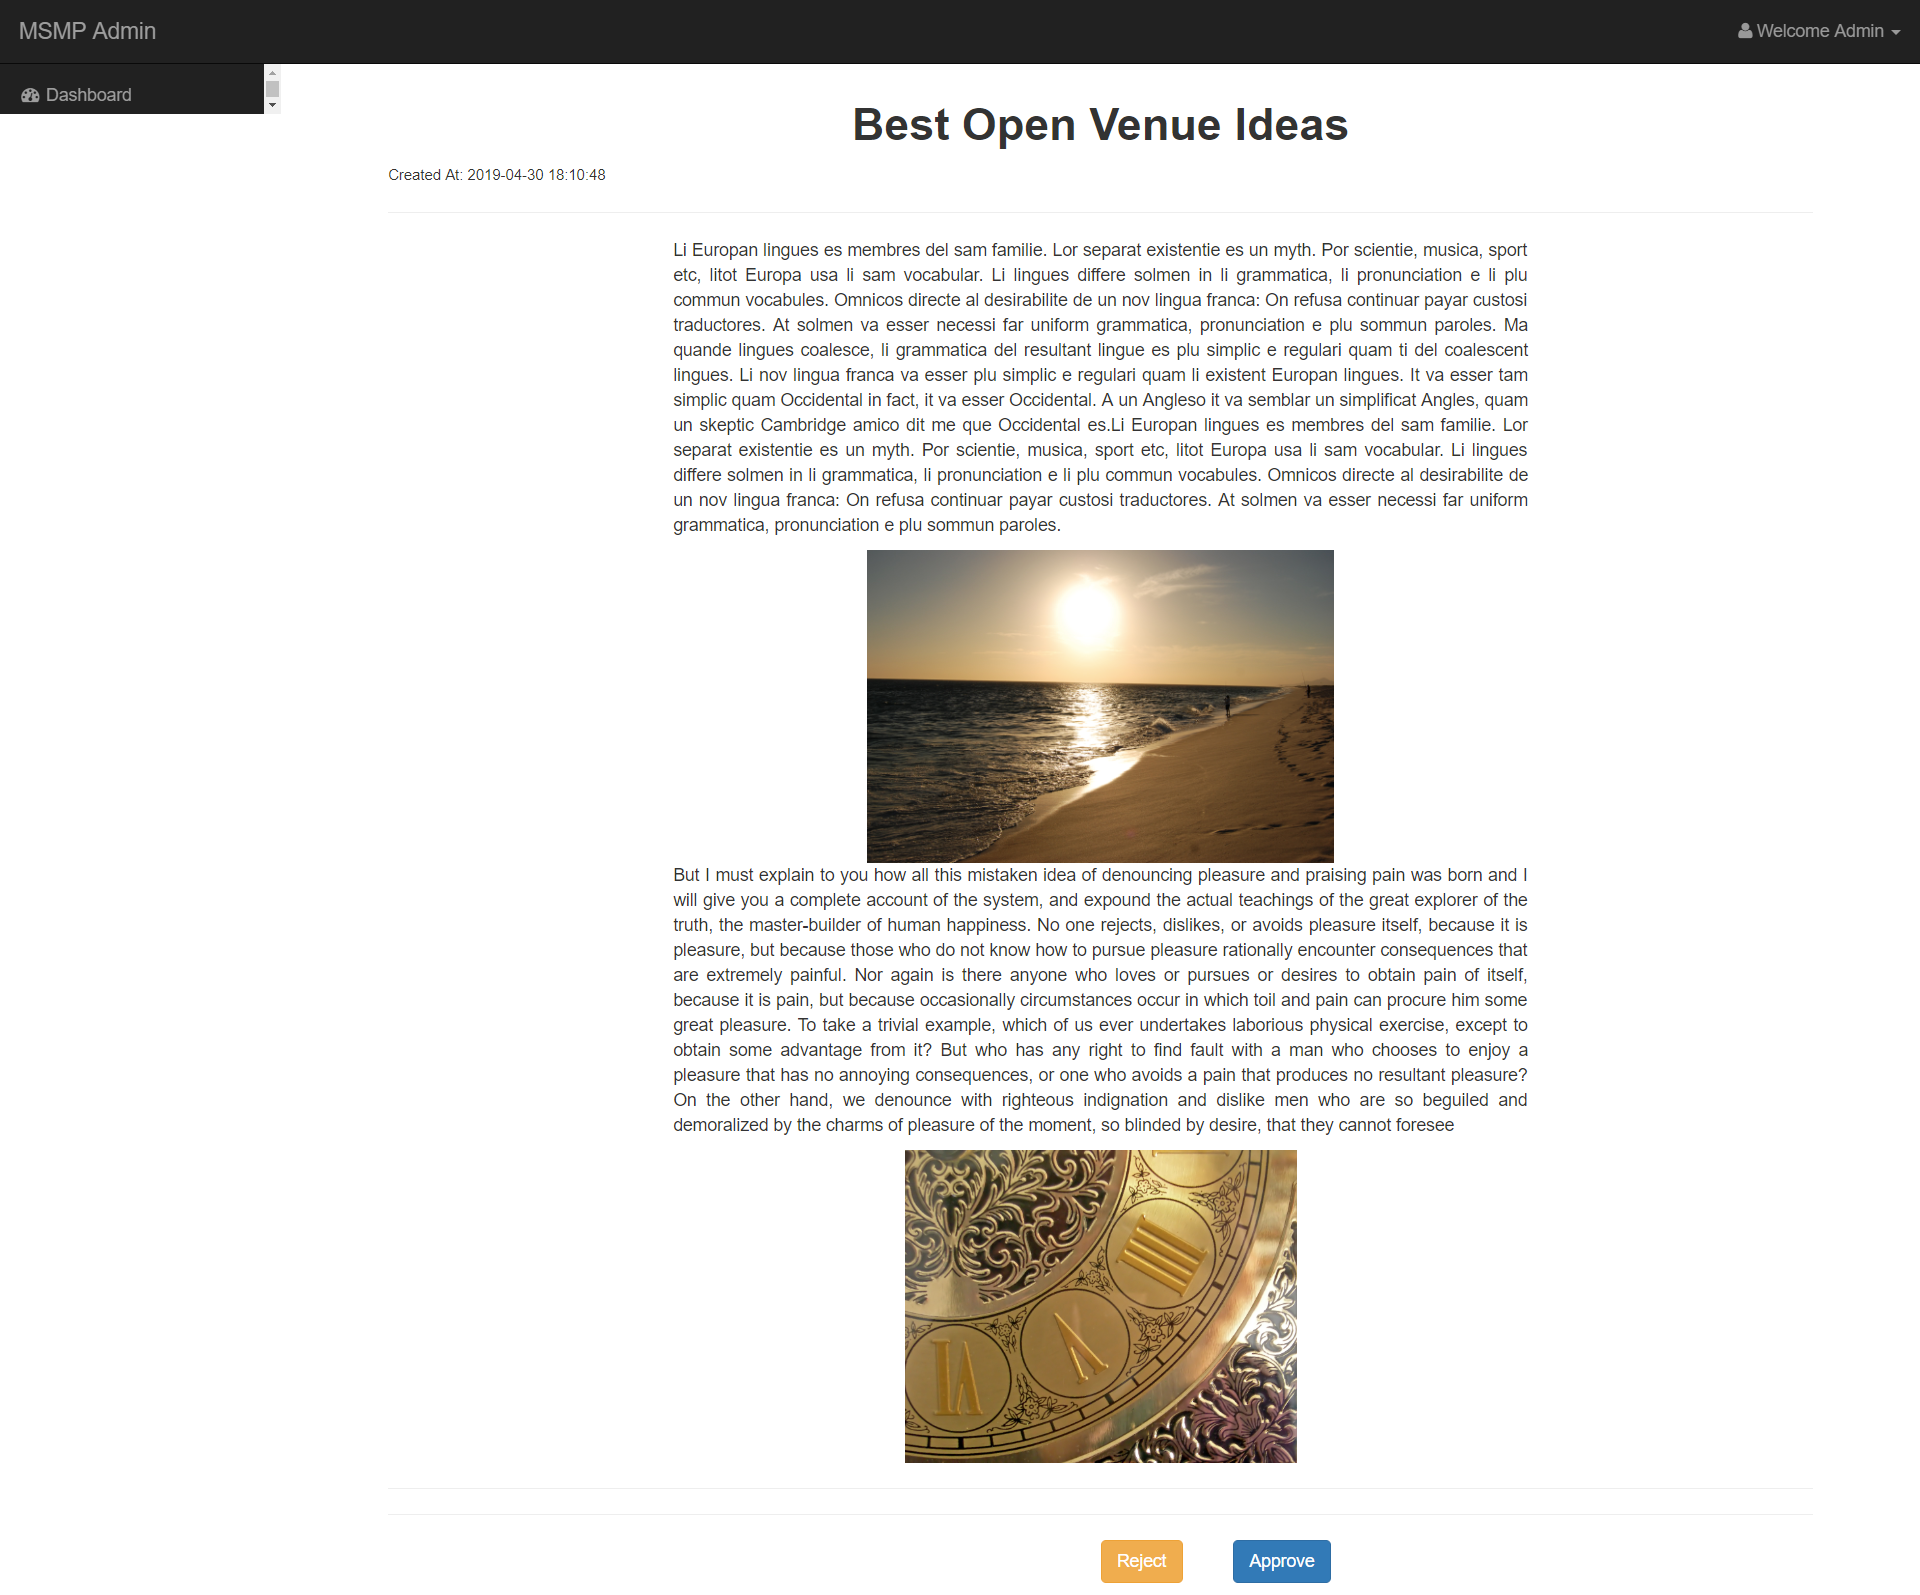 MSMP Admin
Welcome Admin
Dashboard
Best Open Venue Ideas
Created At: 2019-04-30 18:10:48
Li Europan lingues es membres del sam familie. Lor separat existentie es un myth. Por scientie, musica, sport
etc, litot Europa usa li sam vocabular. Li lingues differe solmen in li grammatica, li pronunciation e li plu
commun vocabules. Omnicos directe al desirabilite de un nov lingua franca: On refusa continuar payar custosi
traductores. At solmen va esser necessi far uniform grammatica, pronunciation e plu sommun paroles. Ma
quande lingues coalesce, li grammatica del resultant lingue es plu simplic e regulari quam ti del coalescent
lingues. Li nov lingua franca va esser plu simplic e regulari quam li existent Europan lingues. It va esser tam
simplic quam Occidental in fact, it va esser Occidental. A un Angleso it va semblar un simplificat Angles, quam
un skeptic Cambridge amico dit me que Occidental es.Li Europan lingues es membres del sam familie. Lor
separat existentie es un myth. Por scientie, musica, sport etc, litot Europa usa li sam vocabular. Li lingues
differe solmen in li grammatica, li pronunciation e li plu commun vocabules. Omnicos directe al desirabilite de
un nov lingua franca: On refusa continuar payar custosi traductores. At solmen va esser necessi far uniform
grammatica, pronunciation e plu sommun paroles.
But I must explain to you how all this mistaken idea of denouncing pleasure and praising pain was born and I
will give you a complete account of the system, and expound the actual teachings of the great explorer of the
truth, the master-builder of human happiness. No one rejects, dislikes, or avoids pleasure itself, because it is
pleasure, but because those who do not know how to pursue pleasure rationally encounter consequences that
are extremely painful. Nor again is there anyone who loves or pursues or desires to obtain pain of itself,
because it is pain, but because occasionally circumstances occur in which toil and pain can procure him some
great pleasure. To take a trivial example, which of us ever undertakes laborious physical exercise, except to
obtain some advantage from it? But who has any right to find fault with a man who chooses to enjoy a
pleasure that has no annoying consequences, or one who avoids a pain that produces no resultant pleasure?
On the other hand, we denounce with righteous indignation and dislike men who are so beguiled and
demoralized by the charms of pleasure of the moment, so blinded by desire, that they cannot foresee
IIII
V
VI
Reject
Approve